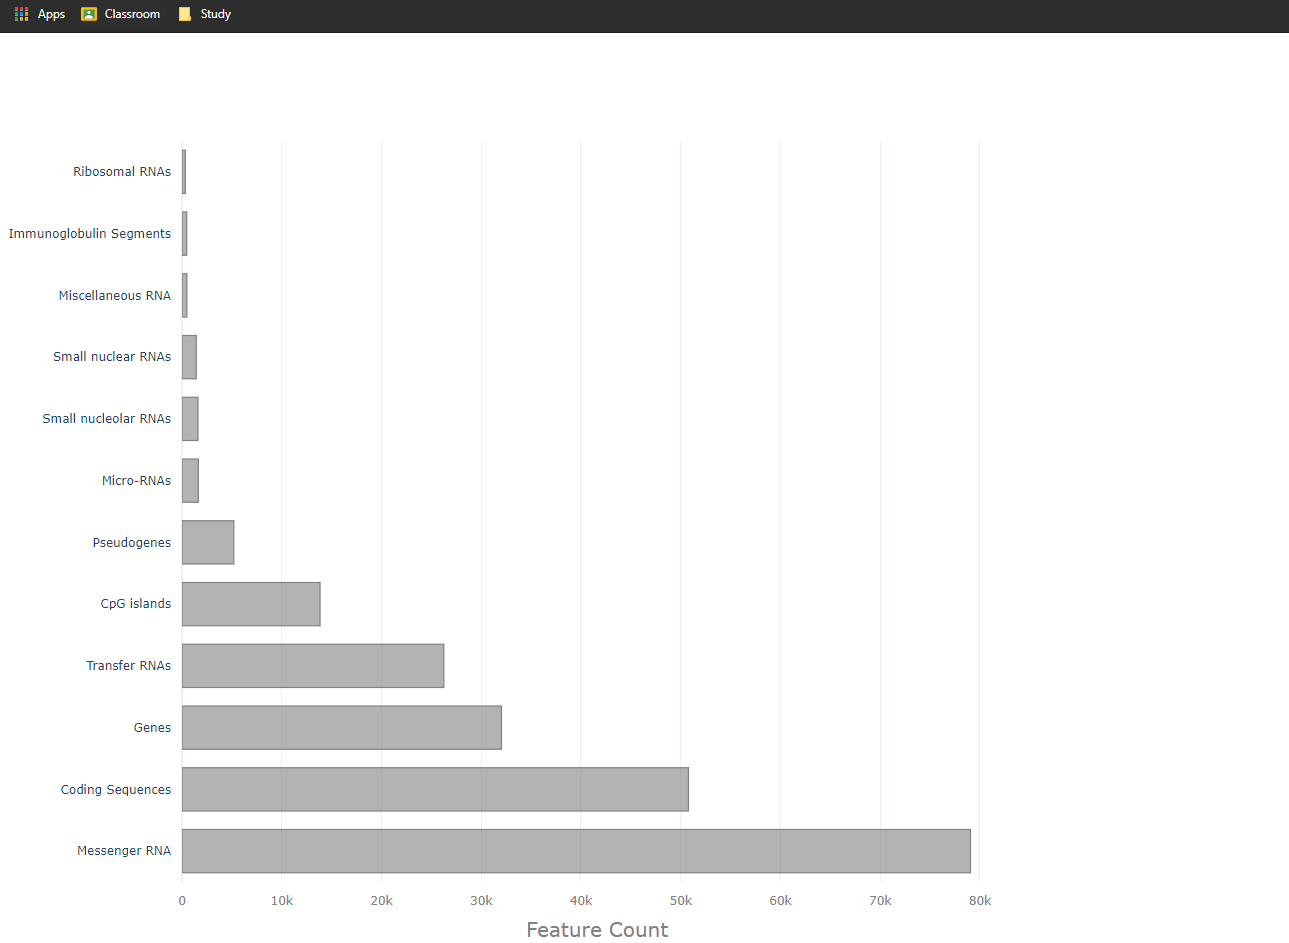 Apps Classroom Study
Ribosomal RNAs
Immunoglobulin Segments
Miscellaneous RNA
Small nuclear RNAs
Small nucleolar RNAs
Micro-RNAs
Pseudogenes
CpG islands
Transfer RNAs
Genes
Coding Sequences
Messenger RNA
0 10k 20k 30k 40k 50k 60k 70k 80k
Feature Count